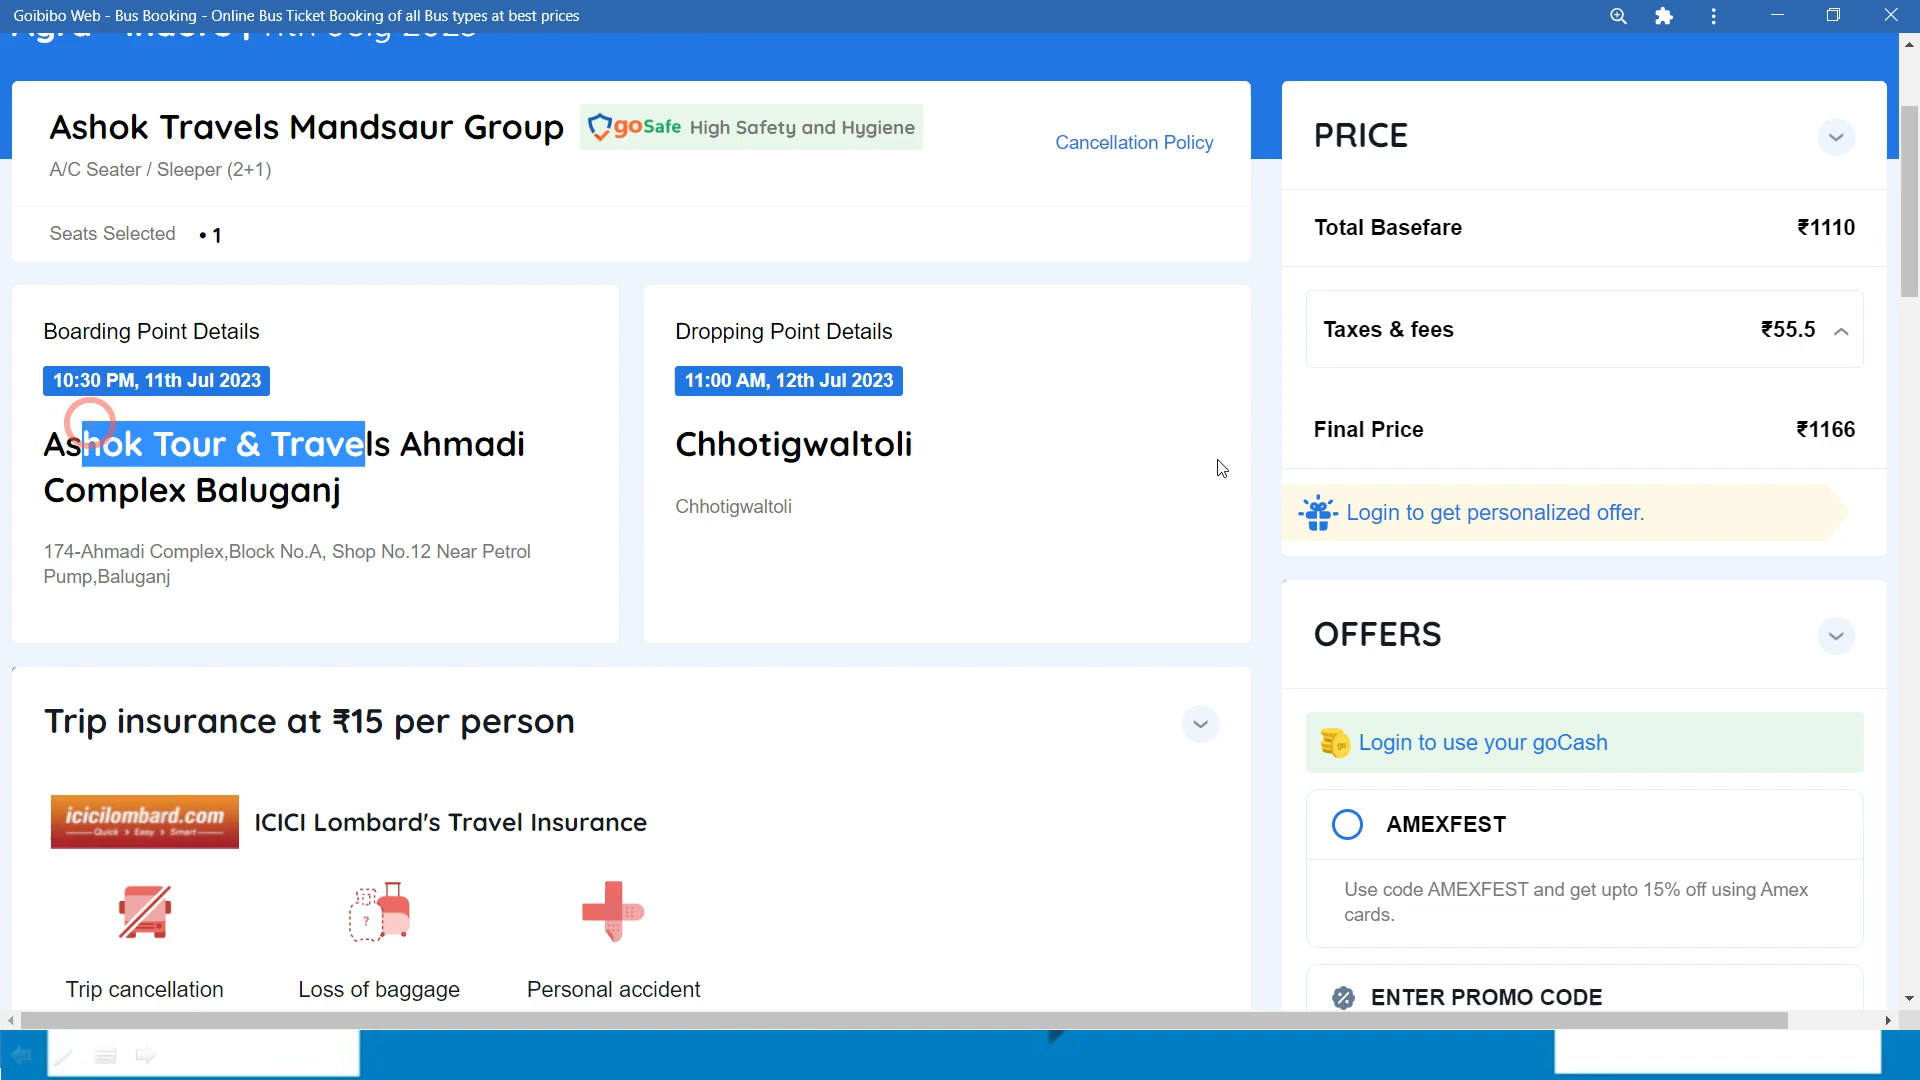 Goibibo Web - Bus Booking - Online Bus Ticket Booking of all Bus types at best prices
Ashok Travels Mandsaur Group
goSafe High Safety and Hygiene
Cancellation Policy
A/C Seater / Sleeper (2+1)
Seats Selected • 1
Boarding Point Details
10:30 PM, 11th Jul 2023
Ashok Tour & Travels Ahmadi
Complex Baluganj
174-Ahmadi Complex,Block No.A, Shop No.12 Near Petrol
Pump,Baluganj
Dropping Point Details
11:00 AM, 12th Jul 2023
Chhotigwaltoli
Chhotigwaltoli
Trip insurance at ₹15 per person
icicilombard.com
Quick > Easy > Smart
ICICI Lombard's Travel Insurance
?
Trip cancellation
Loss of baggage
Personal accident
PRICE
Total Basefare ₹1110
Taxes & fees ₹55.5
Final Price ₹1166
Login to get personalized offer.
OFFERS
go
Login to use your goCash
AMEXFEST
Use code AMEXFEST and get upto 15% off using Amex
cards.
ENTER PROMO CODE